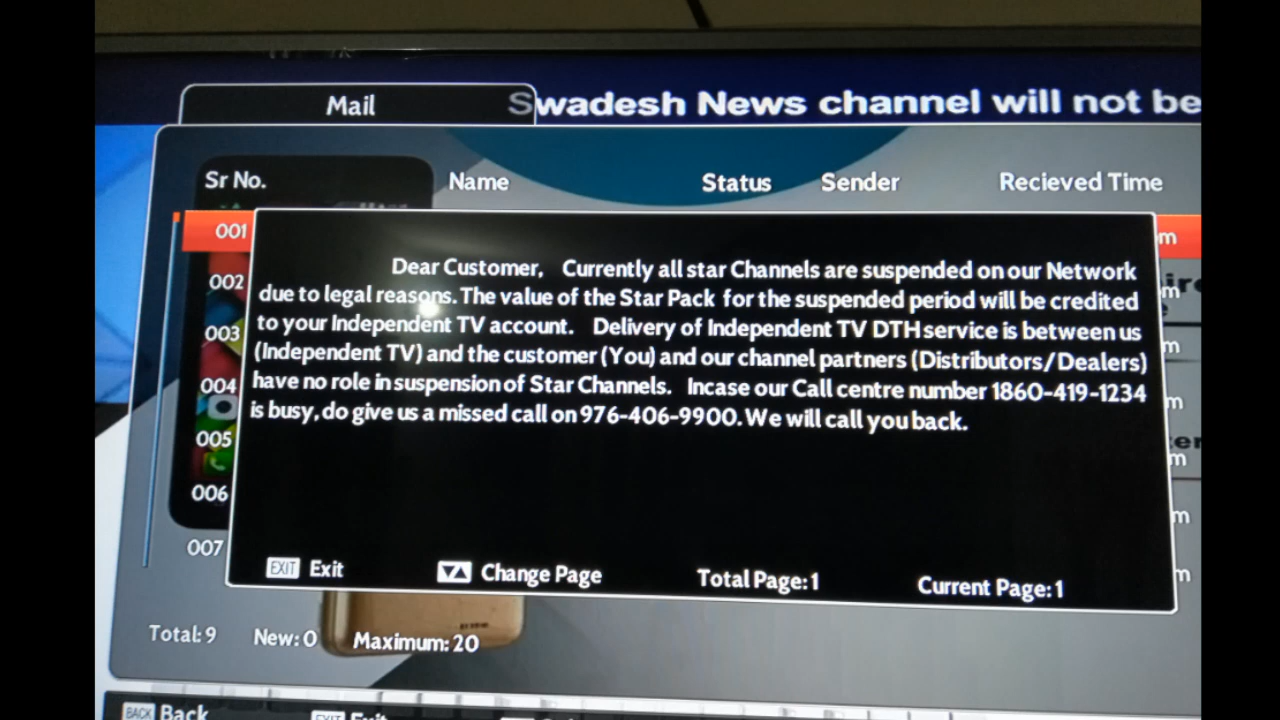 Mail
Swadesh News channel will not be
Sr No. Name Status Sender Recieved Time
001
002
003
004
005
006
007
Dear Customer, Currently all star Channels are suspended on our Network
due to legal reasons. The value of the Star Pack for the suspended period will be credited
to your Independent TV account. Delivery of Independent TV DTH service is between us
(Independent TV) and the customer (You) and our channel partners (Distributors/Dealers)
have no role in suspension of Star Channels. Incase our Call centre number 1860-419-1234
is busy, do give us a missed call on 976-406-9900. We will call you back.
EXIT Exit Change Page Total Page:1 Current Page:1
Total: 9 New: 0 Maximum: 20
BACK Back EXIT Exit